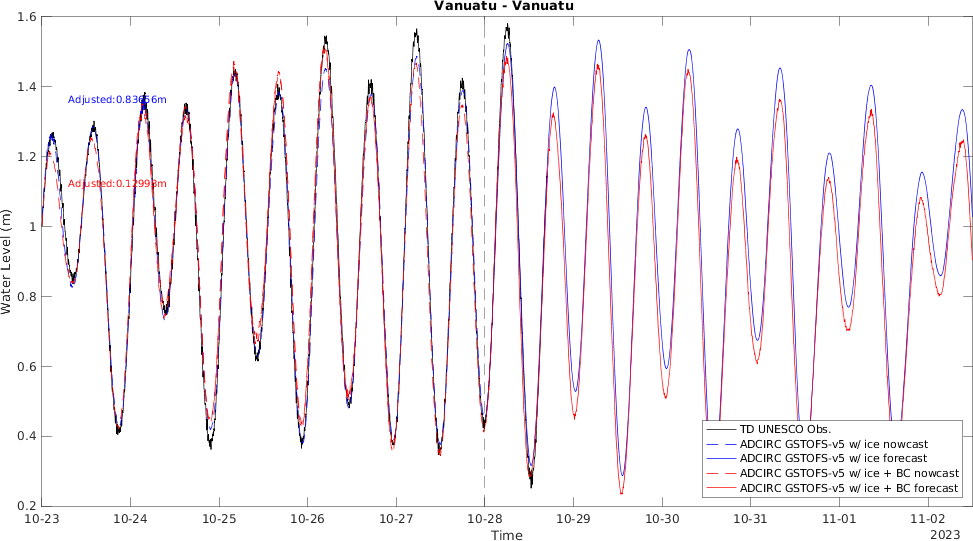 Vanuatu - Vanuatu
1.6
1.4
1.2
1
0.8
0.6
0.4
0.2
Water Level (m)
Adjusted:0.83656m
Adjusted:0.12993m
TD UNESCO Obs.
ADCIRC GSTOFS-v5 w/ ice nowcast
ADCIRC GSTOFS-v5 w/ ice forecast
ADCIRC GSTOFS-v5 w/ ice + BC nowcast
ADCIRC GSTOFS-v5 w/ ice + BC forecast
10-23 10-24 10-25 10-26 10-27 10-28 10-29 10-30 10-31 11-01 11-02
Time
2023